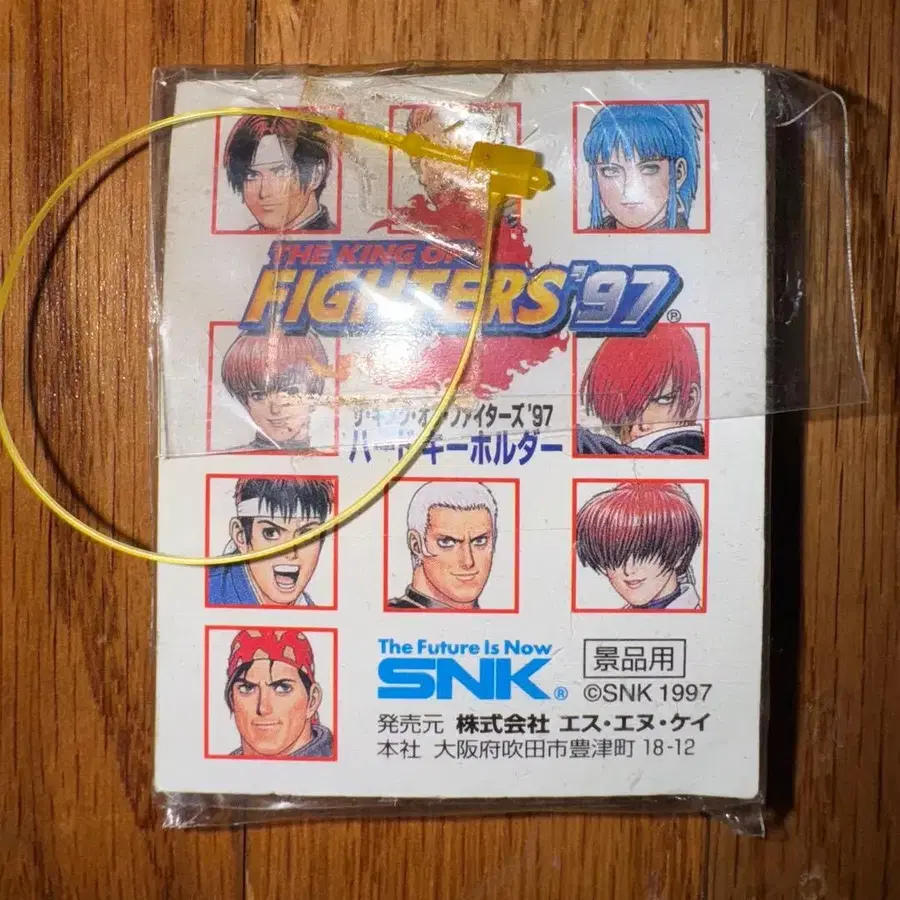 THE KING OF
FIGHTERS '97 ®
ザ・キング・オブ・ファイターズ '97
ハードキーホルダー
The Future Is Now
SNK ®
景品用
©SNK 1997
発売元 株式会社 エス・エヌ・ケイ
本社 大阪府吹田市豊津町 18-12